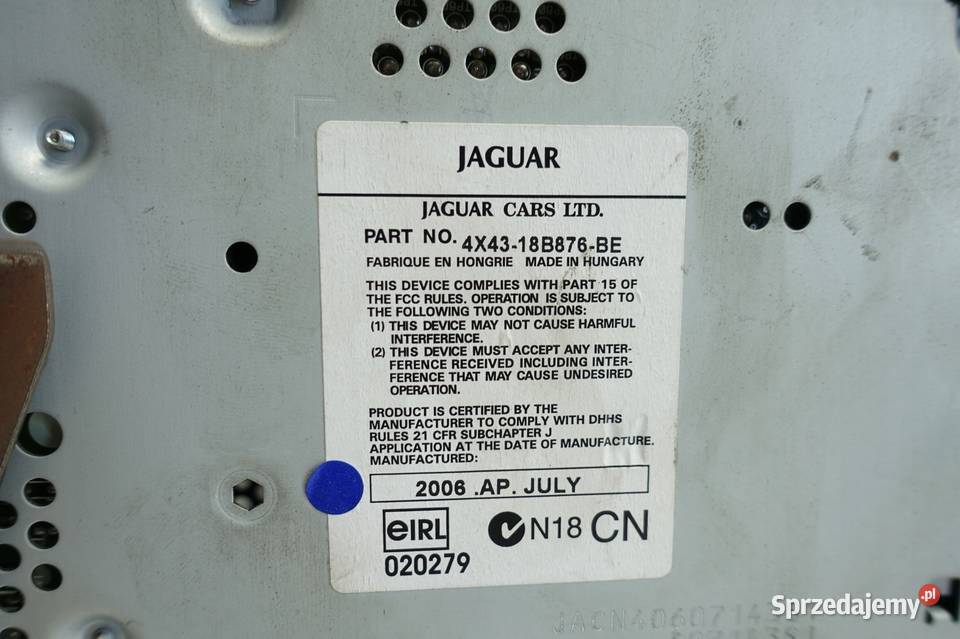 JAGUAR
JAGUAR CARS LTD.
PART NO. 4X43-18B876-BE
FABRIQUE EN HONGRIE MADE IN HUNGARY
THIS DEVICE COMPLIES WITH PART 15 OF
THE FCC RULES. OPERATION IS SUBJECT TO
THE FOLLOWING TWO CONDITIONS:
(1) THIS DEVICE MAY NOT CAUSE HARMFUL
INTERFERENCE.
(2) THIS DEVICE MUST ACCEPT ANY INTER-
FERENCE RECEIVED INCLUDING INTER-
FERENCE THAT MAY CAUSE UNDESIRED
OPERATION.
PRODUCT IS CERTIFIED BY THE
MANUFACTURER TO COMPLY WITH DHHS
RULES 21 CFR SUBCHAPTER J
APPLICATION AT THE DATE OF MANUFACTURE.
MANUFACTURED:
2006 .AP. JULY
eIRL N18 CN
020279
Sprzedajemy.pl